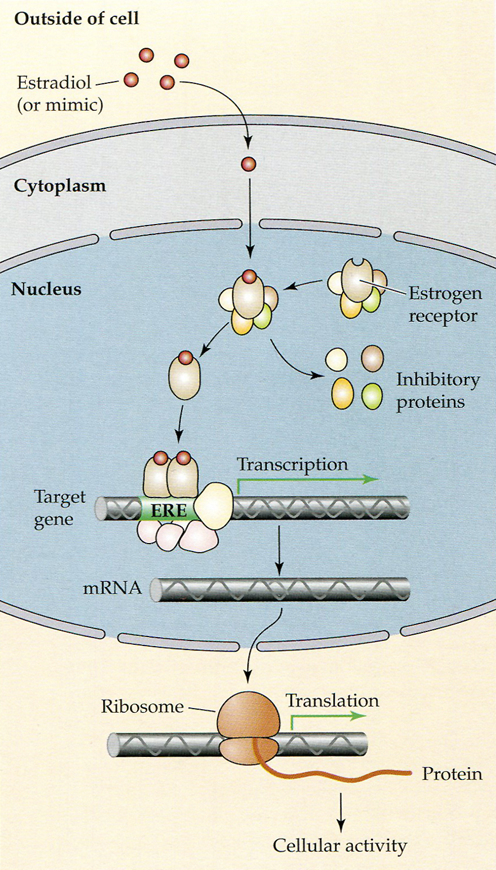 Outside of cell
Estradiol
(or mimic)
Cytoplasm
Nucleus
Estrogen
receptor
Inhibitory
proteins
Transcription
Target
gene
ERE
mRNA
Ribosome
Translation
Protein
Cellular activity